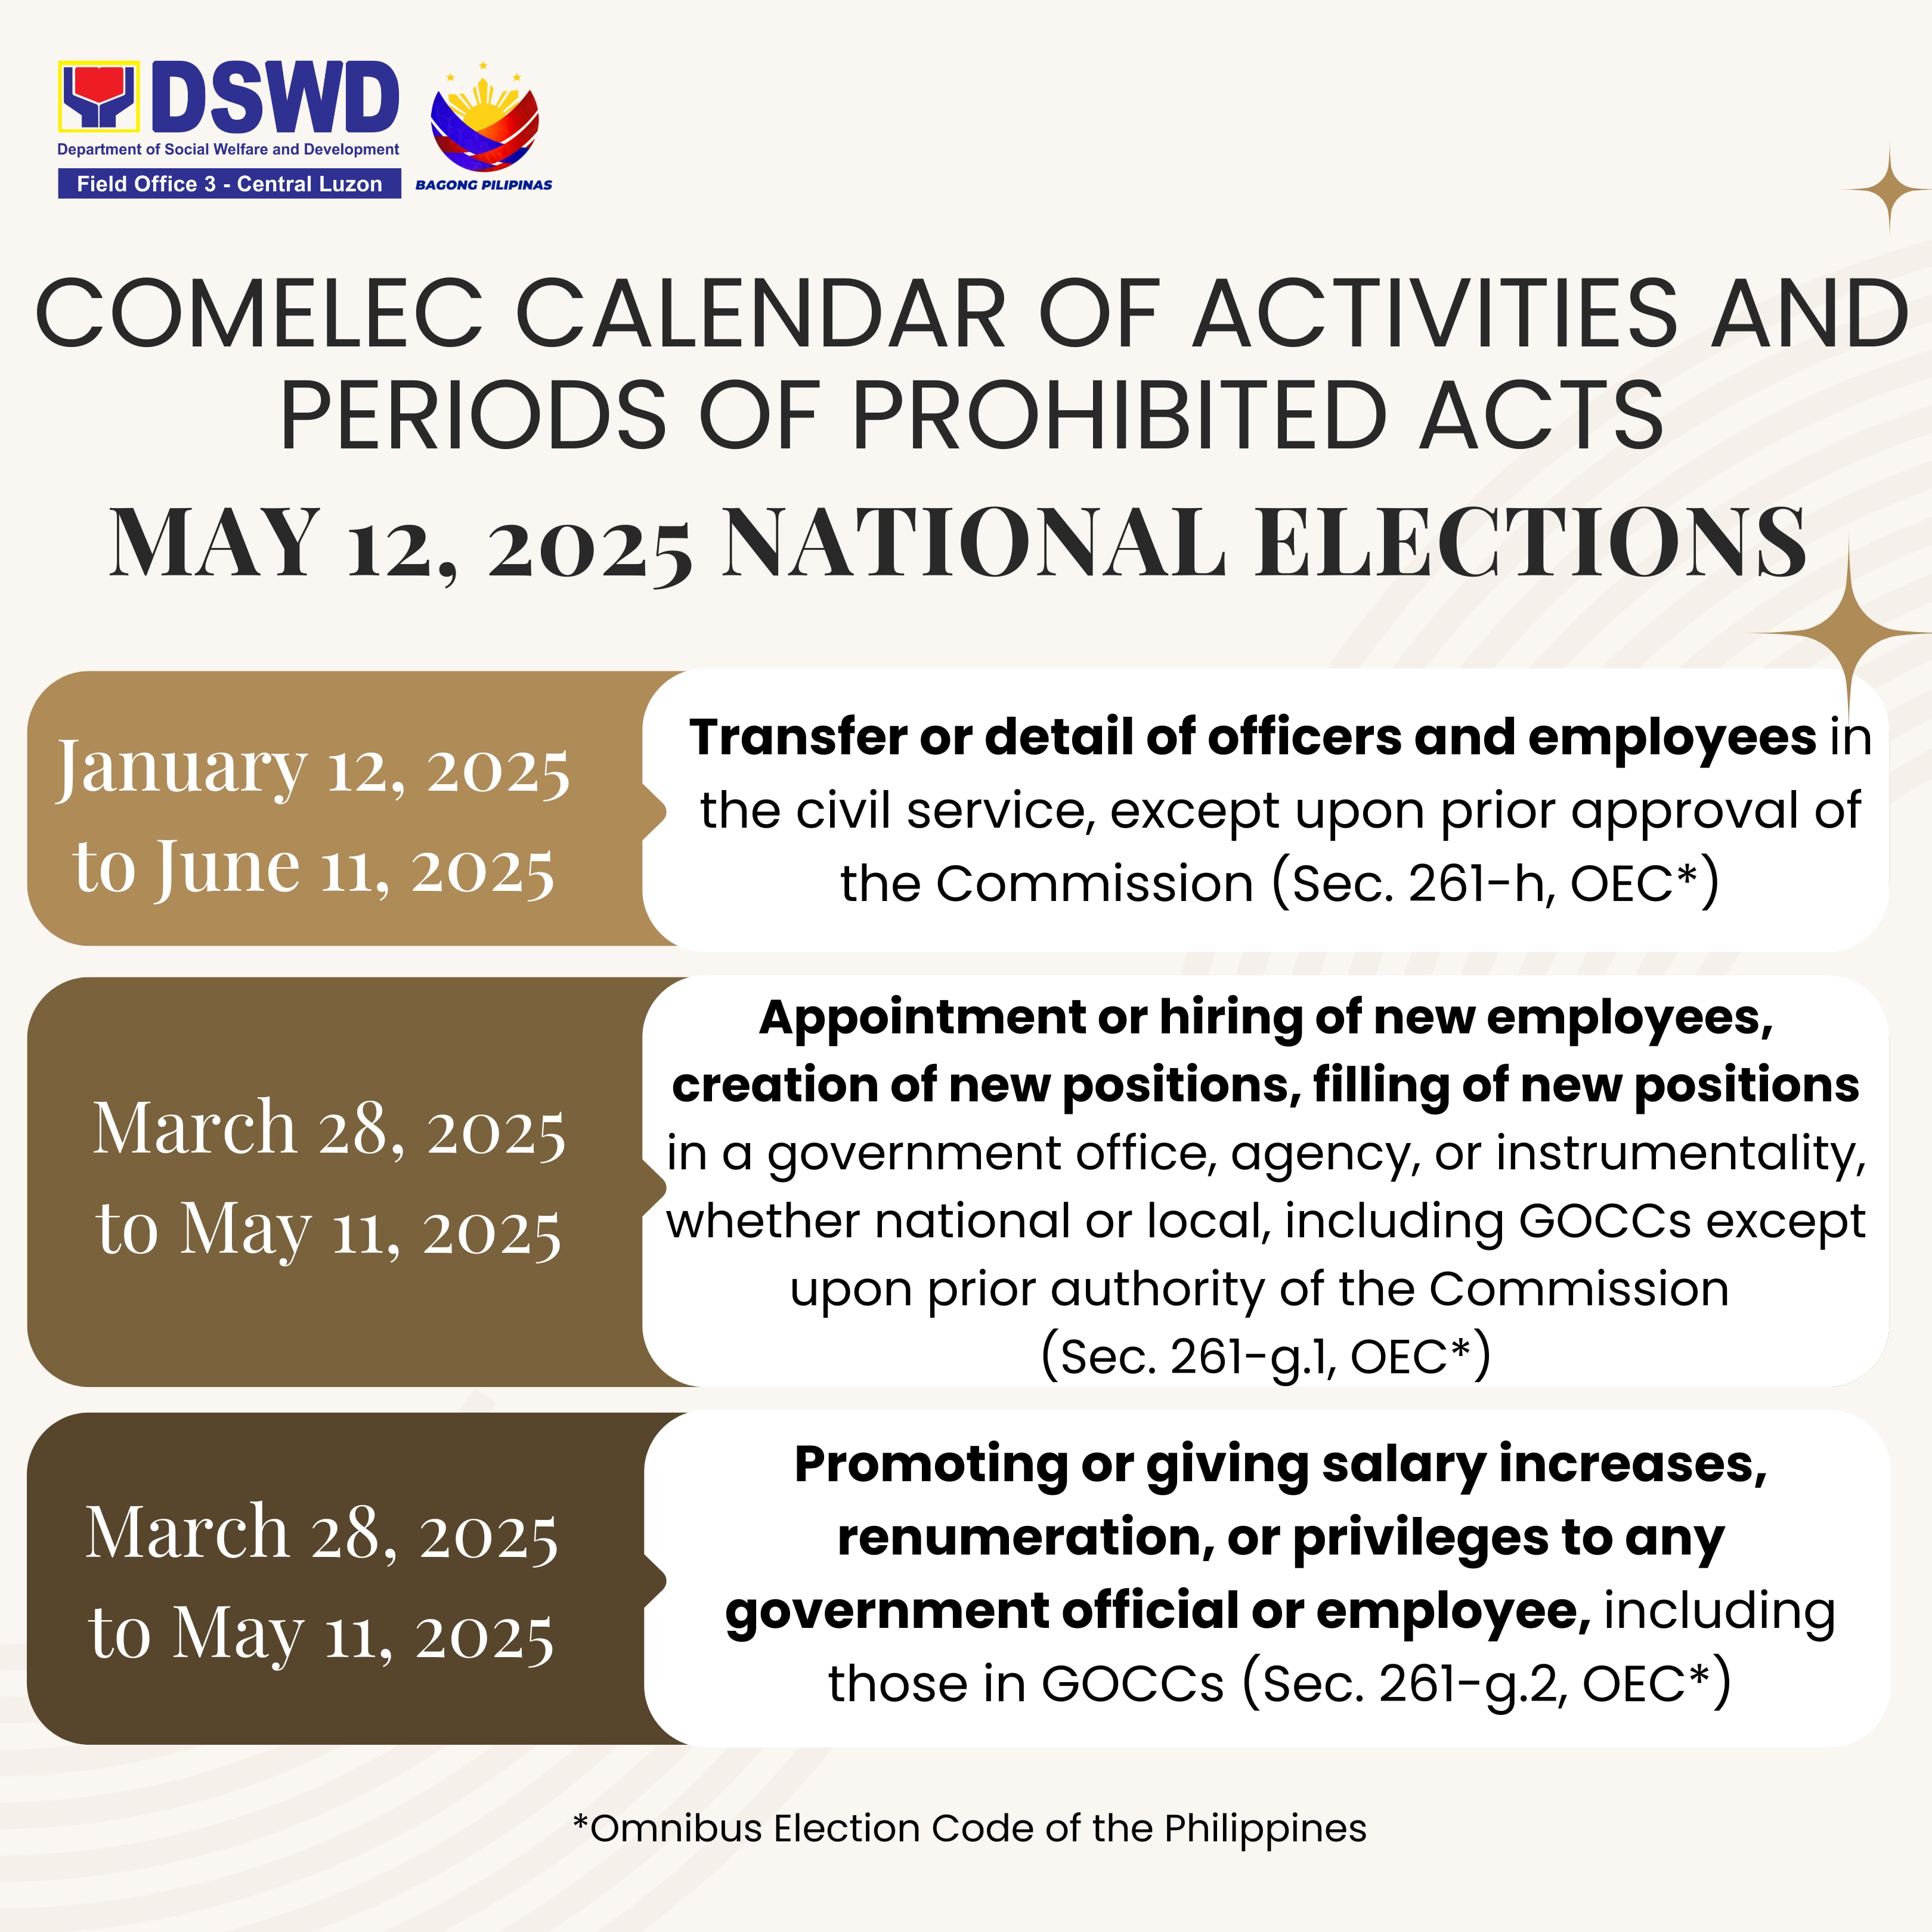 DSWD
Department of Social Welfare and Development
Field Office 3 - Central Luzon
BAGONG PILIPINAS
COMELEC CALENDAR OF ACTIVITIES AND
PERIODS OF PROHIBITED ACTS
MAY 12, 2025 NATIONAL ELECTIONS
January 12, 2025
to June 11, 2025
Transfer or detail of officers and employees in
the civil service, except upon prior approval of
the Commission (Sec. 261-h, OEC*)
March 28, 2025
to May 11, 2025
Appointment or hiring of new employees,
creation of new positions, filling of new positions
in a government office, agency, or instrumentality,
whether national or local, including GOCCs except
upon prior authority of the Commission
(Sec. 261-g.1, OEC*)
March 28, 2025
to May 11, 2025
Promoting or giving salary increases,
renumeration, or privileges to any
government official or employee, including
those in GOCCs (Sec. 261-g.2, OEC*)
*Omnibus Election Code of the Philippines